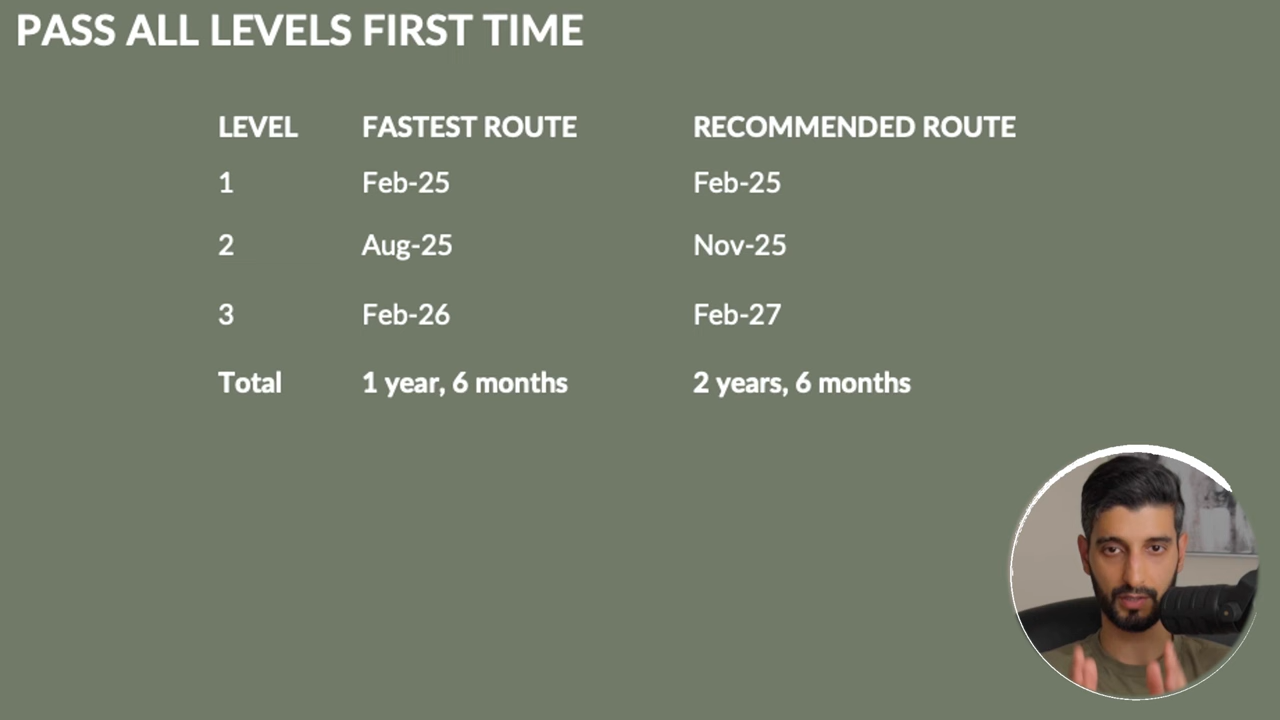 PASS ALL LEVELS FIRST TIME
LEVEL FASTEST ROUTE RECOMMENDED ROUTE
1 Feb-25 Feb-25
2 Aug-25 Nov-25
3 Feb-26 Feb-27
Total 1 year, 6 months 2 years, 6 months